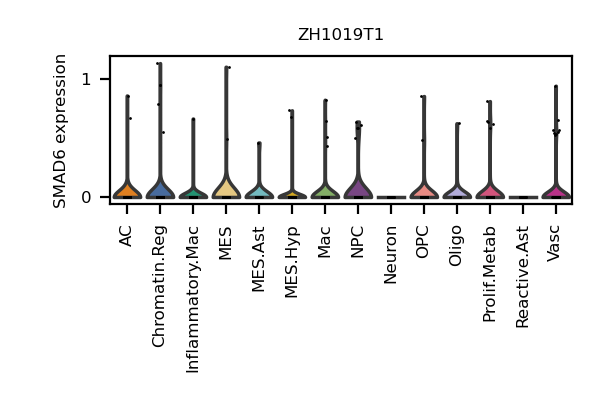 ZH1019T1
SMAD6 expression
1
0
AC
Chromatin.Reg
Inflammatory.Mac
MES
MES.Ast
MES.Hyp
Mac
NPC
Neuron
OPC
Oligo
Prolif.Metab
Reactive.Ast
Vasc